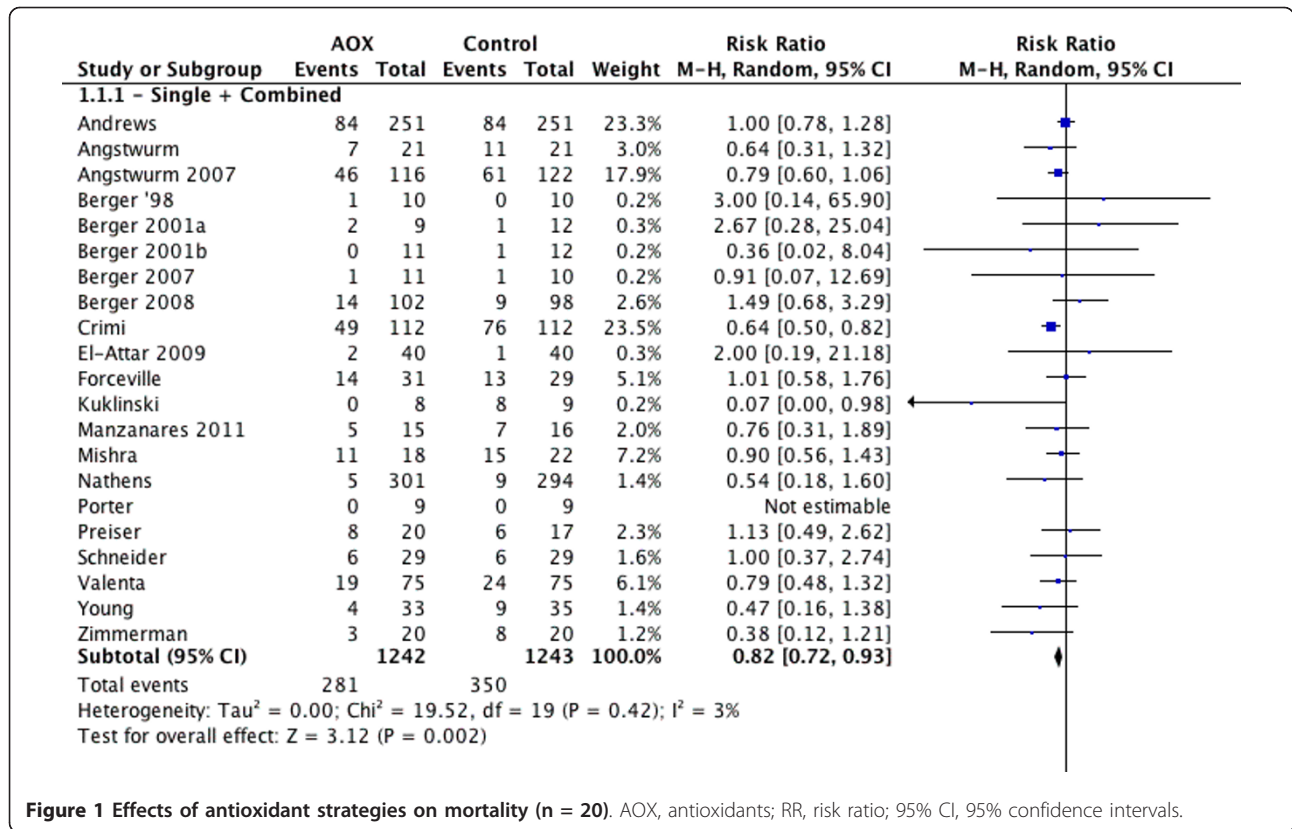 AOX Control Risk Ratio Risk Ratio
Study or Subgroup Events Total Events Total Weight M-H, Random, 95% CI M-H, Random, 95% CI
1.1.1 – Single + Combined
Andrews 84 251 84 251 23.3% 1.00 [0.78, 1.28]
Angstwurm 7 21 11 21 3.0% 0.64 [0.31, 1.32]
Angstwurm 2007 46 116 61 122 17.9% 0.79 [0.60, 1.06]
Berger '98 1 10 0 10 0.2% 3.00 [0.14, 65.90]
Berger 2001a 2 9 1 12 0.3% 2.67 [0.28, 25.04]
Berger 2001b 0 11 1 12 0.2% 0.36 [0.02, 8.04]
Berger 2007 1 11 1 10 0.2% 0.91 [0.07, 12.69]
Berger 2008 14 102 9 98 2.6% 1.49 [0.68, 3.29]
Crimi 49 112 76 112 23.5% 0.64 [0.50, 0.82]
El-Attar 2009 2 40 1 40 0.3% 2.00 [0.19, 21.18]
Forceville 14 31 13 29 5.1% 1.01 [0.58, 1.76]
Kuklinski 0 8 8 9 0.2% 0.07 [0.00, 0.98]
Manzanares 2011 5 15 7 16 2.0% 0.76 [0.31, 1.89]
Mishra 11 18 15 22 7.2% 0.90 [0.56, 1.43]
Nathens 5 301 9 294 1.4% 0.54 [0.18, 1.60]
Porter 0 9 0 9 Not estimable
Preiser 8 20 6 17 2.3% 1.13 [0.49, 2.62]
Schneider 6 29 6 29 1.6% 1.00 [0.37, 2.74]
Valenta 19 75 24 75 6.1% 0.79 [0.48, 1.32]
Young 4 33 9 35 1.4% 0.47 [0.16, 1.38]
Zimmerman 3 20 8 20 1.2% 0.38 [0.12, 1.21]
Subtotal (95% CI) 1242 1243 100.0% 0.82 [0.72, 0.93]
Total events 281 350
Heterogeneity: Tau² = 0.00; Chi² = 19.52, df = 19 (P = 0.42); I² = 3%
Test for overall effect: Z = 3.12 (P = 0.002)
Figure 1 Effects of antioxidant strategies on mortality (n = 20). AOX, antioxidants; RR, risk ratio; 95% CI, 95% confidence intervals.